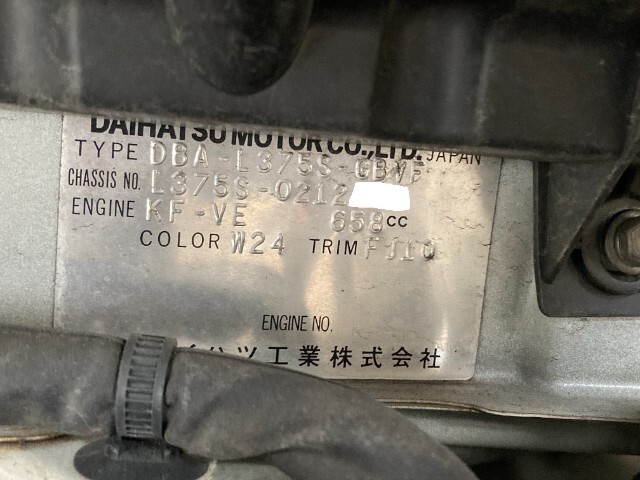 DAIHATSU MOTOR CO.,LTD. JAPAN
TYPE DBA-L375S-GBVF
CHASSIS NO. L375S-0212
ENGINE KF-VE 658cc
COLOR W24 TRIM FJ10
ENGINE NO.
イハツ工業株式会社